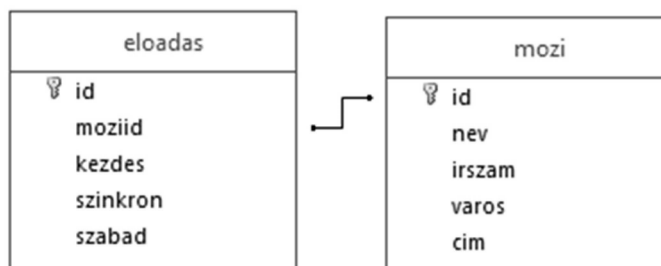 eloadas
id
moziid
kezdes
szinkron
szabad
mozi
id
nev
irszam
varos
cim